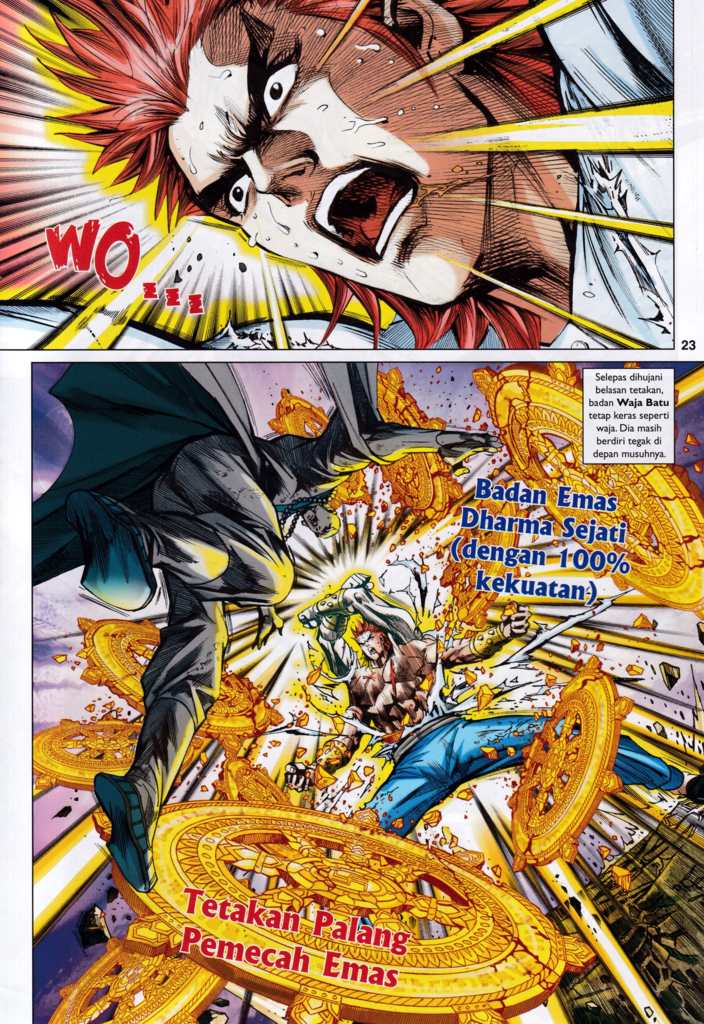 WO
zzz
23
Selepas dihujani
belasan tetakan,
badan Waja Batu
tetap keras seperti
waja. Dia masih
berdiri tegak di
depan musuhnya.
Badan Emas
Dharma Sejati
(dengan 100%
kekuatan)
Tetakan Palang
Pemecah Emas